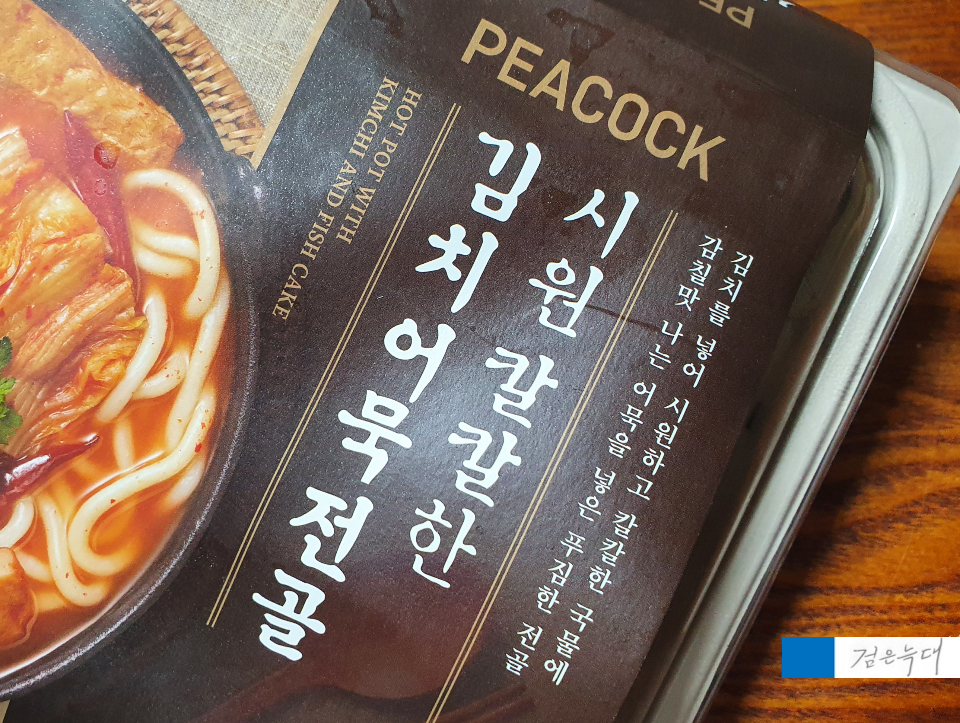 PE
PEACOCK
김치를 넣어 시원하고 칼칼한 국물에
감칠맛 나는 어묵을 넣은 푸짐한 전골
시원칼칼한
김치어묵전골
HOT POT WITH
KIMCHI AND FISH CAKE
검은늑대